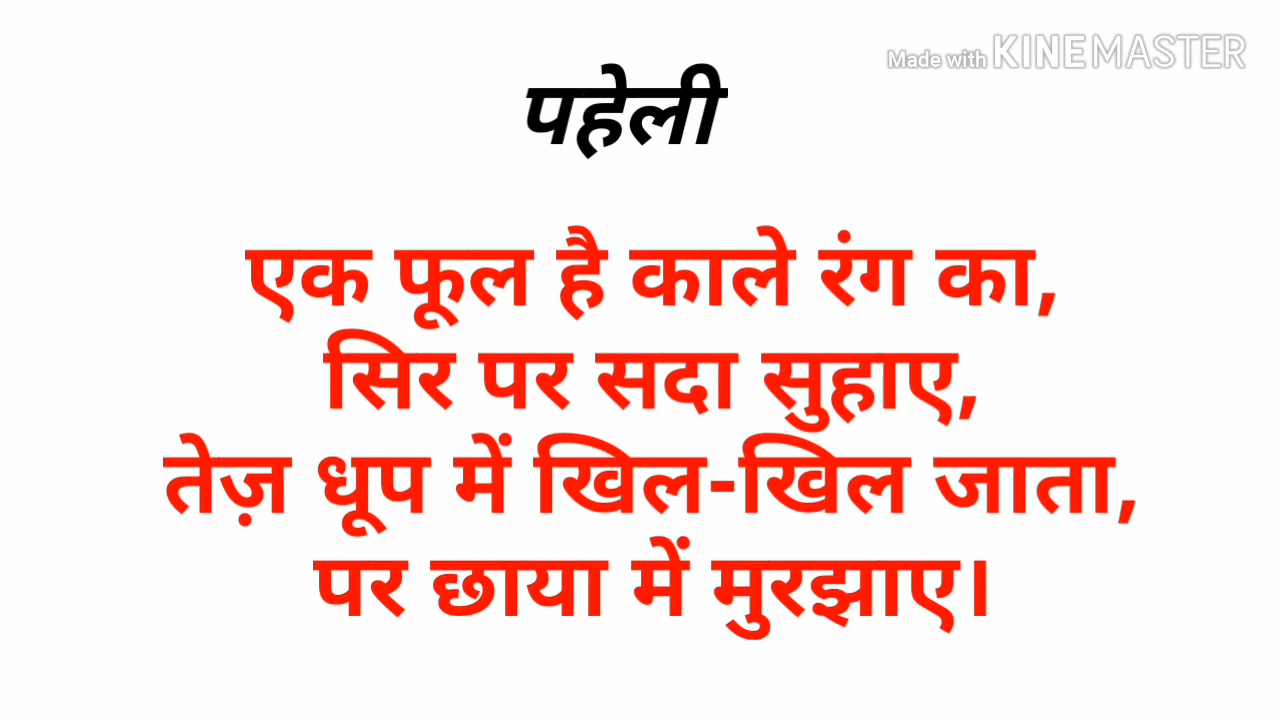 Made with KINEMASTER
पहेली
एक फूल है काले रंग का,
सिर पर सदा सुहाए,
तेज़ धूप में खिल-खिल जाता,
पर छाया में मुरझाए।